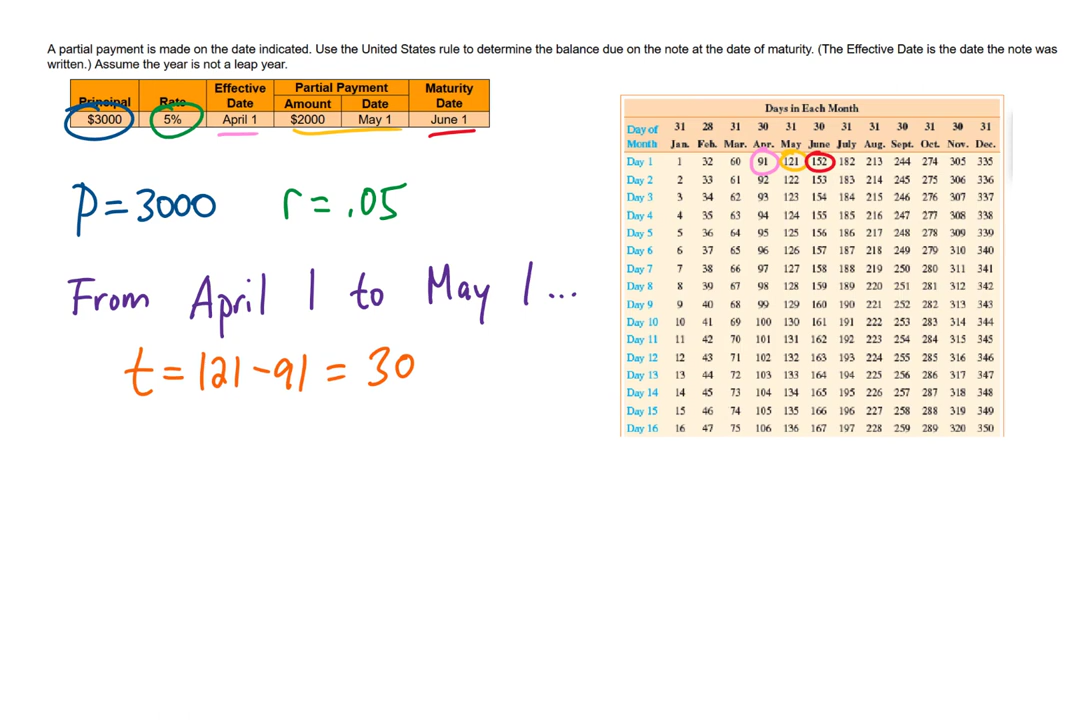 A partial payment is made on the date indicated. Use the United States rule to determine the balance due on the note at the date of maturity. (The Effective Date is the date the note was
written.) Assume the year is not a leap year.
Effective Partial Payment Maturity
Principal Rate Date Amount Date Date
$3000 5% April 1 $2000 May 1 June 1
P = 3000 r = .05
From April 1 to May 1...
t = 121 - 91 = 30
Days in Each Month
Day of 31 28 31 30 31 30 31 31 30 31 30 31
Month Jan. Feb. Mar. Apr. May June July Aug. Sept. Oct. Nov. Dec.
Day 1 1 32 60 91 121 152 182 213 244 274 305 335
Day 2 2 33 61 92 122 153 183 214 245 275 306 336
Day 3 3 34 62 93 123 154 184 215 246 276 307 337
Day 4 4 35 63 94 124 155 185 216 247 277 308 338
Day 5 5 36 64 95 125 156 186 217 248 278 309 339
Day 6 6 37 65 96 126 157 187 218 249 279 310 340
Day 7 7 38 66 97 127 158 188 219 250 280 311 341
Day 8 8 39 67 98 128 159 189 220 251 281 312 342
Day 9 9 40 68 99 129 160 190 221 252 282 313 343
Day 10 10 41 69 100 130 161 191 222 253 283 314 344
Day 11 11 42 70 101 131 162 192 223 254 284 315 345
Day 12 12 43 71 102 132 163 193 224 255 285 316 346
Day 13 13 44 72 103 133 164 194 225 256 286 317 347
Day 14 14 45 73 104 134 165 195 226 257 287 318 348
Day 15 15 46 74 105 135 166 196 227 258 288 319 349
Day 16 16 47 75 106 136 167 197 228 259 289 320 350